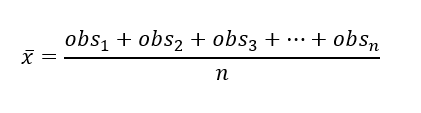 x̄ = (obs₁ + obs₂ + obs₃ + ⋯ + obsₙ) / n